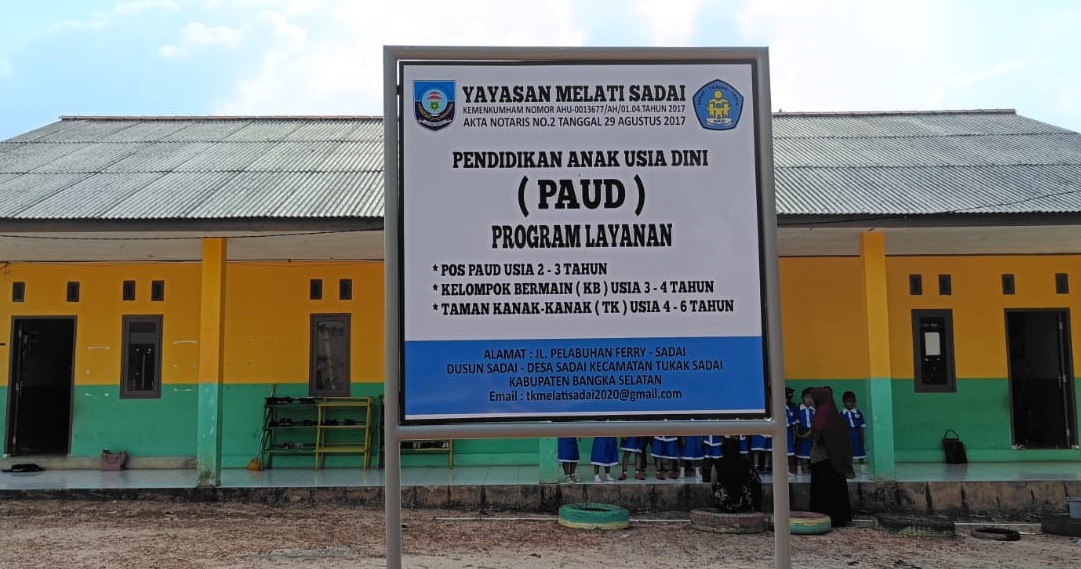 YAYASAN MELATI SADAI
KEMENKUMHAM NOMOR AHU-0013677/AH/01.04.TAHUN 2017
AKTA NOTARIS NO.2 TANGGAL 29 AGUSTUS 2017
PENDIDIKAN ANAK USIA DINI
( PAUD )
PROGRAM LAYANAN
* POS PAUD USIA 2 - 3 TAHUN
* KELOMPOK BERMAIN ( KB ) USIA 3 - 4 TAHUN
* TAMAN KANAK-KANAK ( TK ) USIA 4 - 6 TAHUN
ALAMAT : JL. PELABUHAN FERRY - SADAI
DUSUN SADAI - DESA SADAI KECAMATAN TUKAK SADAI
KABUPATEN BANGKA SELATAN
Email : tkmelatisadai2020@gmail.com